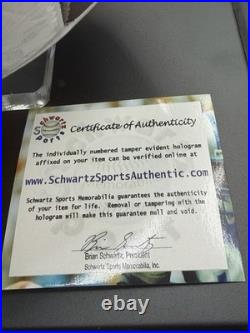 Schwartz
Sports
Certificate of Authenticity
The individually numbered tamper evident hologram
affixed on your item can be verified online at
www.SchwartzSportsAuthentic.com
Schwartz Sports Memorabilia guarantees the authenticity
of your item for life. Removal or tampering with the
hologram will make this guarantee null and void.
Brian Schwartz, President
Schwartz Sports Memorabilia, Inc.